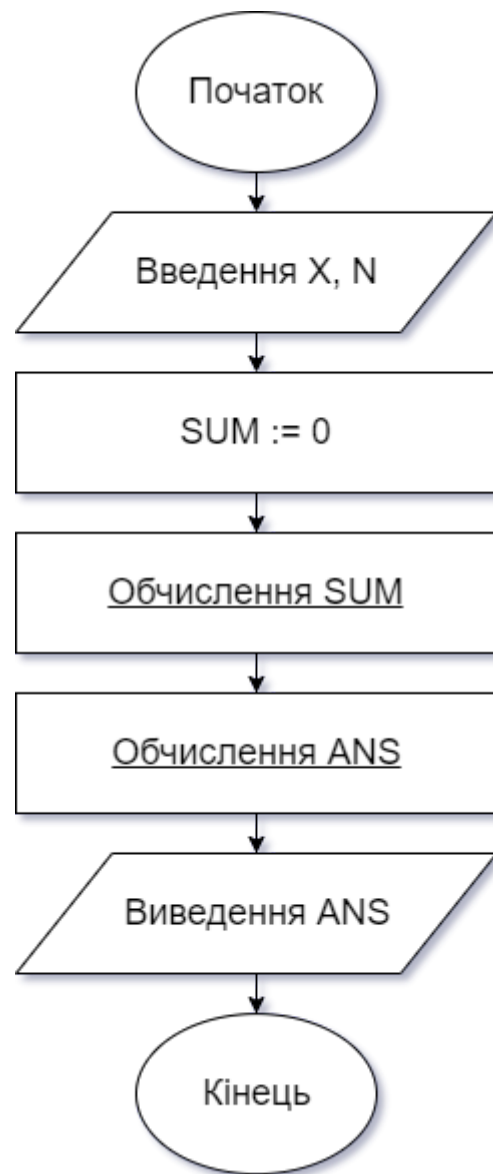 Початок
Введення X, N
SUM := 0
Обчислення SUM
Обчислення ANS
Виведення ANS
Кінець